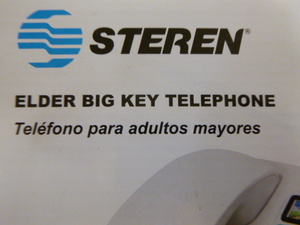 STEREN®
ELDER BIG KEY TELEPHONE
Teléfono para adultos mayores